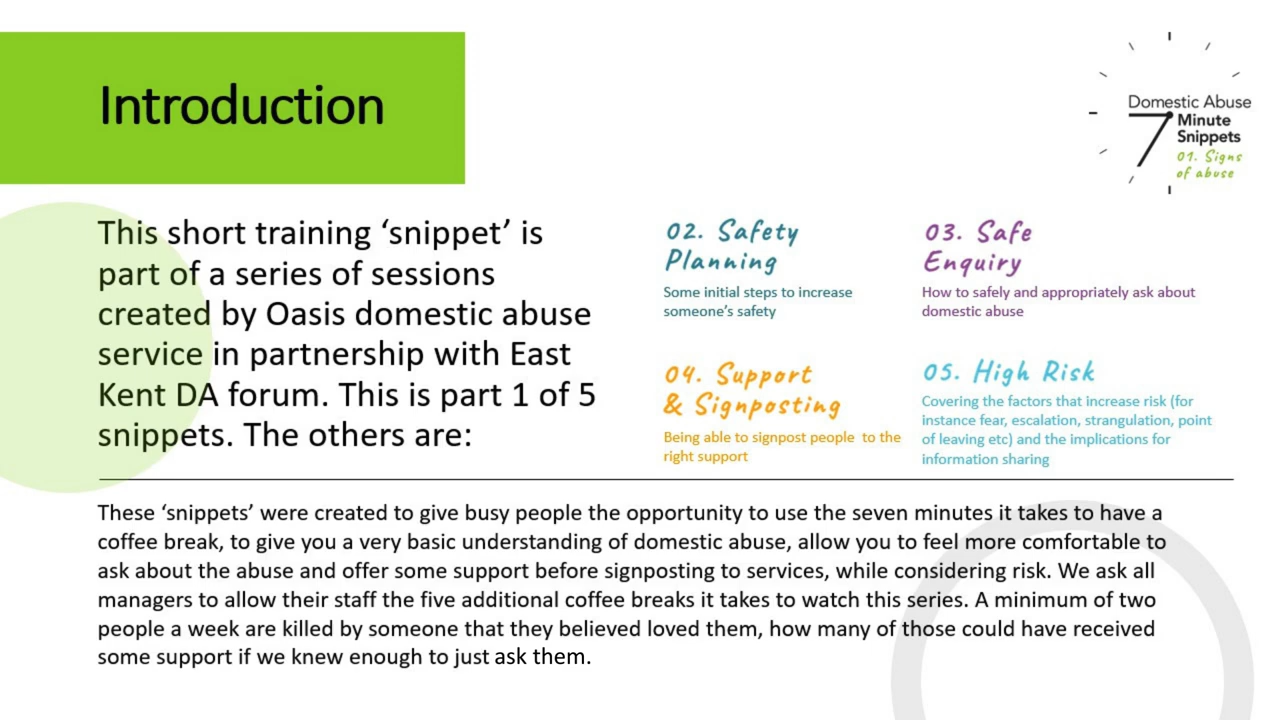 Introduction
Domestic Abuse
7 Minute
Snippets
01. Signs
of abuse
This short training ‘snippet’ is
part of a series of sessions
created by Oasis domestic abuse
service in partnership with East
Kent DA forum. This is part 1 of 5
snippets. The others are:
02. Safety
Planning
Some initial steps to increase
someone’s safety
03. Safe
Enquiry
How to safely and appropriately ask about
domestic abuse
04. Support
& Signposting
Being able to signpost people  to the
right support
05. High Risk
Covering the factors that increase risk (for
instance fear, escalation, strangulation, point
of leaving etc) and the implications for
information sharing
These ‘snippets’ were created to give busy people the opportunity to use the seven minutes it takes to have a
coffee break, to give you a very basic understanding of domestic abuse, allow you to feel more comfortable to
ask about the abuse and offer some support before signposting to services, while considering risk. We ask all
managers to allow their staff the five additional coffee breaks it takes to watch this series. A minimum of two
people a week are killed by someone that they believed loved them, how many of those could have received
some support if we knew enough to just ask them.